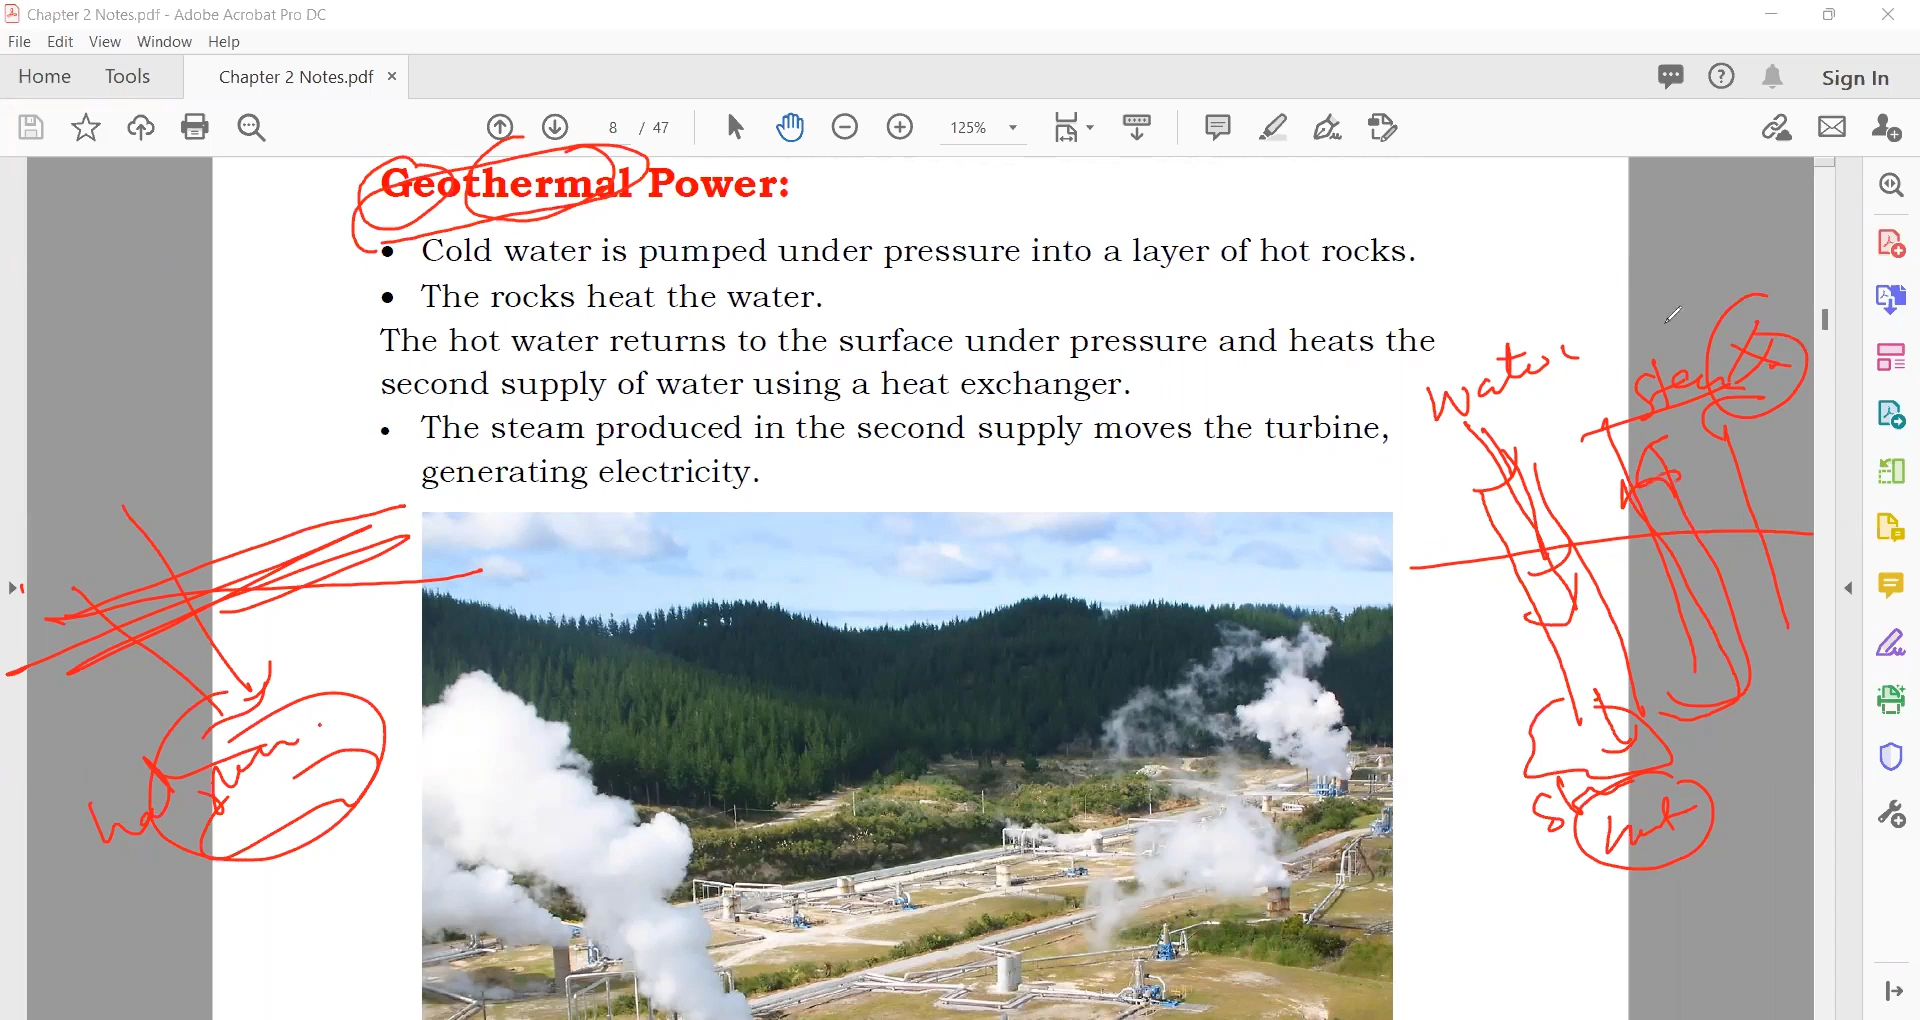 Chapter 2 Notes.pdf - Adobe Acrobat Pro DC
File Edit View Window Help
Home Tools Chapter 2 Notes.pdf × Sign In
8 / 47 125%
Geothermal Power:
• Cold water is pumped under pressure into a layer of hot rocks.
• The rocks heat the water.
The hot water returns to the surface under pressure and heats the
second supply of water using a heat exchanger.
• The steam produced in the second supply moves the turbine,
generating electricity.
Water
Steam